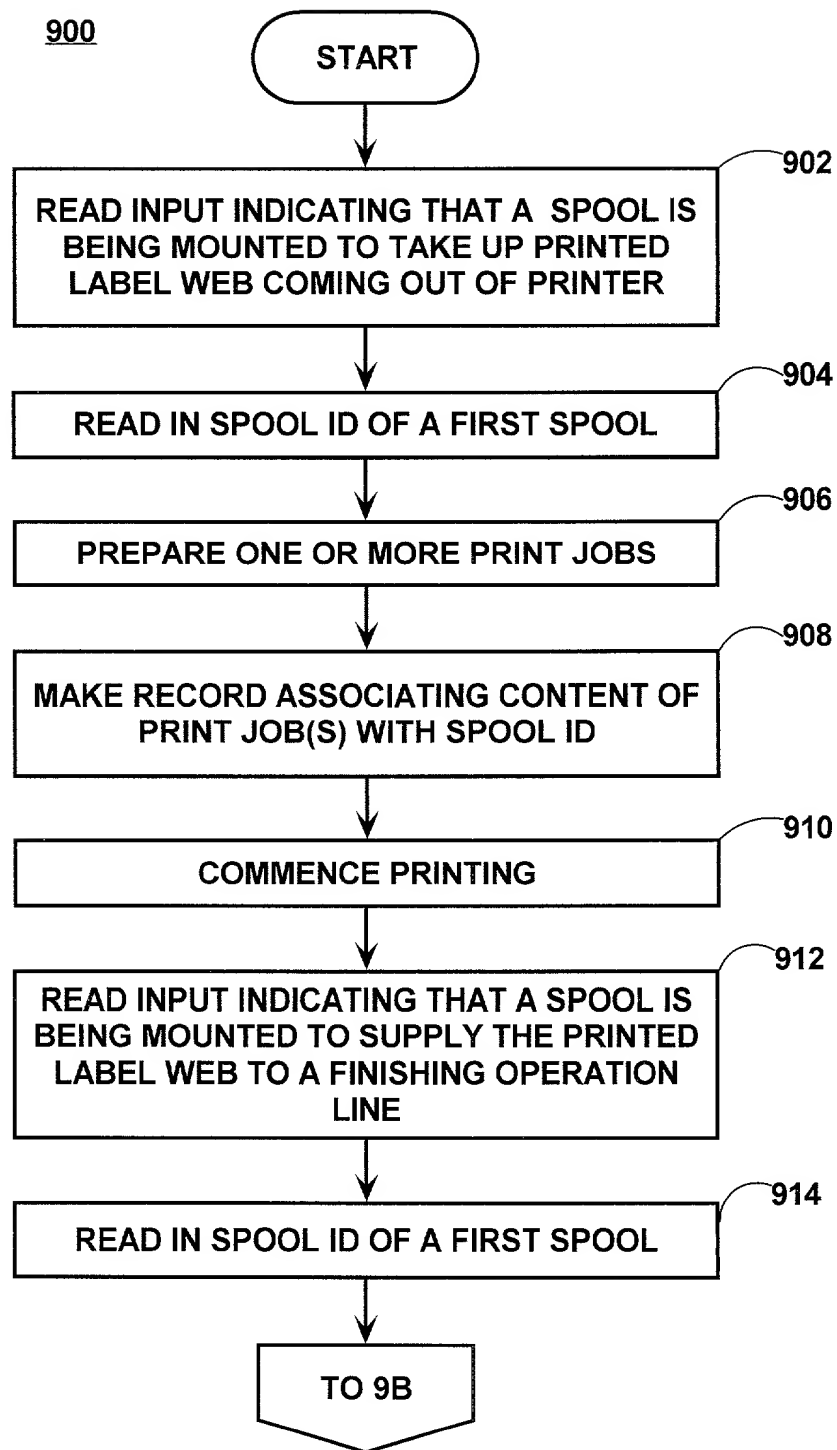 900
START
902
READ INPUT INDICATING THAT A SPOOL IS
BEING MOUNTED TO TAKE UP PRINTED
LABEL WEB COMING OUT OF PRINTER
904
READ IN SPOOL ID OF A FIRST SPOOL
906
PREPARE ONE OR MORE PRINT JOBS
908
MAKE RECORD ASSOCIATING CONTENT OF
PRINT JOB(S) WITH SPOOL ID
910
COMMENCE PRINTING
912
READ INPUT INDICATING THAT A SPOOL IS
BEING MOUNTED TO SUPPLY THE PRINTED
LABEL WEB TO A FINISHING OPERATION
LINE
914
READ IN SPOOL ID OF A FIRST SPOOL
TO 9B